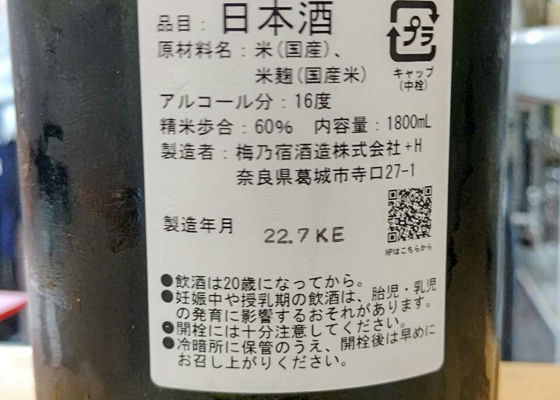 品目：日本酒
原材料名：米(国産)、
米麹(国産米)
プラ
キャップ
(中栓)
アルコール分：16度
精米歩合：60％ 内容量：1800mL
製造者：梅乃宿酒造株式会社+H
奈良県葛城市寺口27-1
製造年月 22.7KE
HPはこちらから
●飲酒は20歳になってから。
●妊娠中や授乳期の飲酒は、胎児・乳児
の発育に影響するおそれがあります。
●開栓には十分注意してください。
●冷暗所に保管のうえ、開栓後は早めに
お召し上がりください。